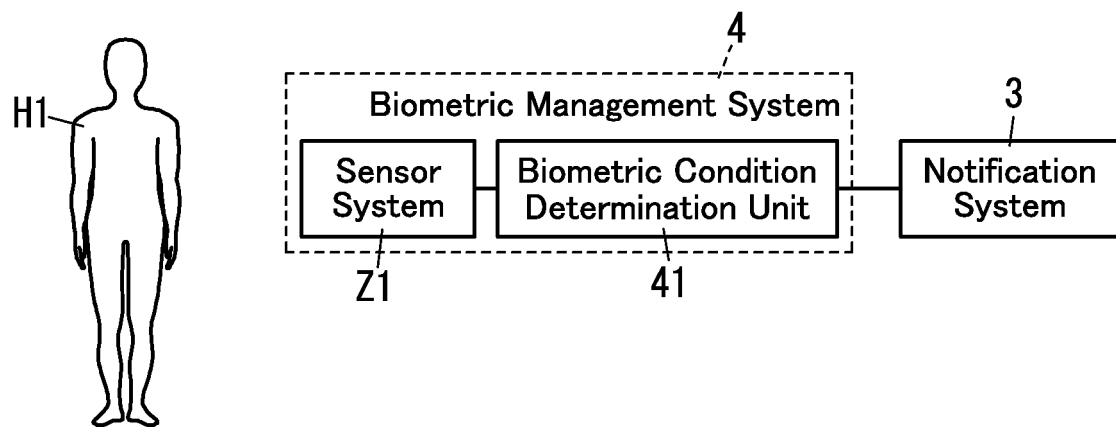 4
H1
Biometric Management System
3
Sensor
System
Biometric Condition
Determination Unit
Notification
System
Z1
41